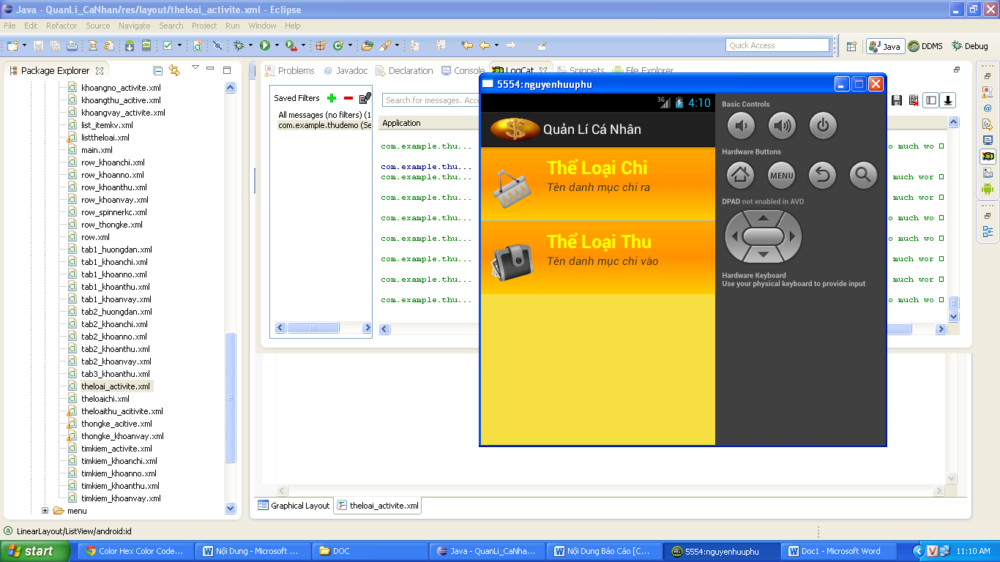 Java - QuanLi_CaNhan/res/layout/theloai_activite.xml - Eclipse
File Edit Refactor Source Navigate Search Project Run Window Help
Quick Access
Java
DDMS
Debug
Package Explorer
khoangno_activite.xml
khoangthu_acitive.xml
khoangvay_activite.xml
list_itemkv.xml
listtheloai.xml
main.xml
row_khoanchi.xml
row_khoanno.xml
row_khoanthu.xml
row_khoanvay.xml
row_spinnerkc.xml
row_thongke.xml
row.xml
tab1_huongdan.xml
tab1_khoanchi.xml
tab1_khoanno.xml
tab1_khoanthu.xml
tab1_khoanvay.xml
tab2_huongdan.xml
tab2_khoanchi.xml
tab2_khoanno.xml
tab2_khoanthu.xml
tab2_khoanvay.xml
tab3_khoanthu.xml
theloai_activite.xml
theloaichi.xml
theloaithu_acitivite.xml
thongke_acitive.xml
thongke_khoanvay.xml
timkiem_activite.xml
timkiem_khoanchi.xml
timkiem_khoanno.xml
timkiem_khoanthu.xml
timkiem_khoanvay.xml
menu
Problems
Javadoc
Declaration
Console
LogCat
Snippets
File Explorer
Saved Filters
All messages (no filters) (1
com.example.thudemo (Se
Search for messages. Acce
Application
com.example.thu...
com.example.thu...
com.example.thu...
com.example.thu...
com.example.thu...
com.example.thu...
com.example.thu...
com.example.thu...
com.example.thu...
o much wo
much wor
much wo
o much wo
o much wo
o much wo
o much wo
o much wo
5554:nguyenhuuphu
3G
4:10
Quản Lí Cá Nhân
Thể Loại Chi
Tên danh mục chi ra
Thể Loại Thu
Tên danh mục chi vào
Basic Controls
Hardware Buttons
MENU
DPAD not enabled in AVD
Hardware Keyboard
Use your physical keyboard to provide input
Graphical Layout
theloai_activite.xml
LinearLayout/ListView/android:id
start
Color Hex Color Code...
Nội Dung - Microsoft ...
DOC
Java - QuanLi_CaNha...
Nội Dung Báo Cáo [C...
5554:nguyenhuuphu
Doc1 - Microsoft Word
11:10 AM